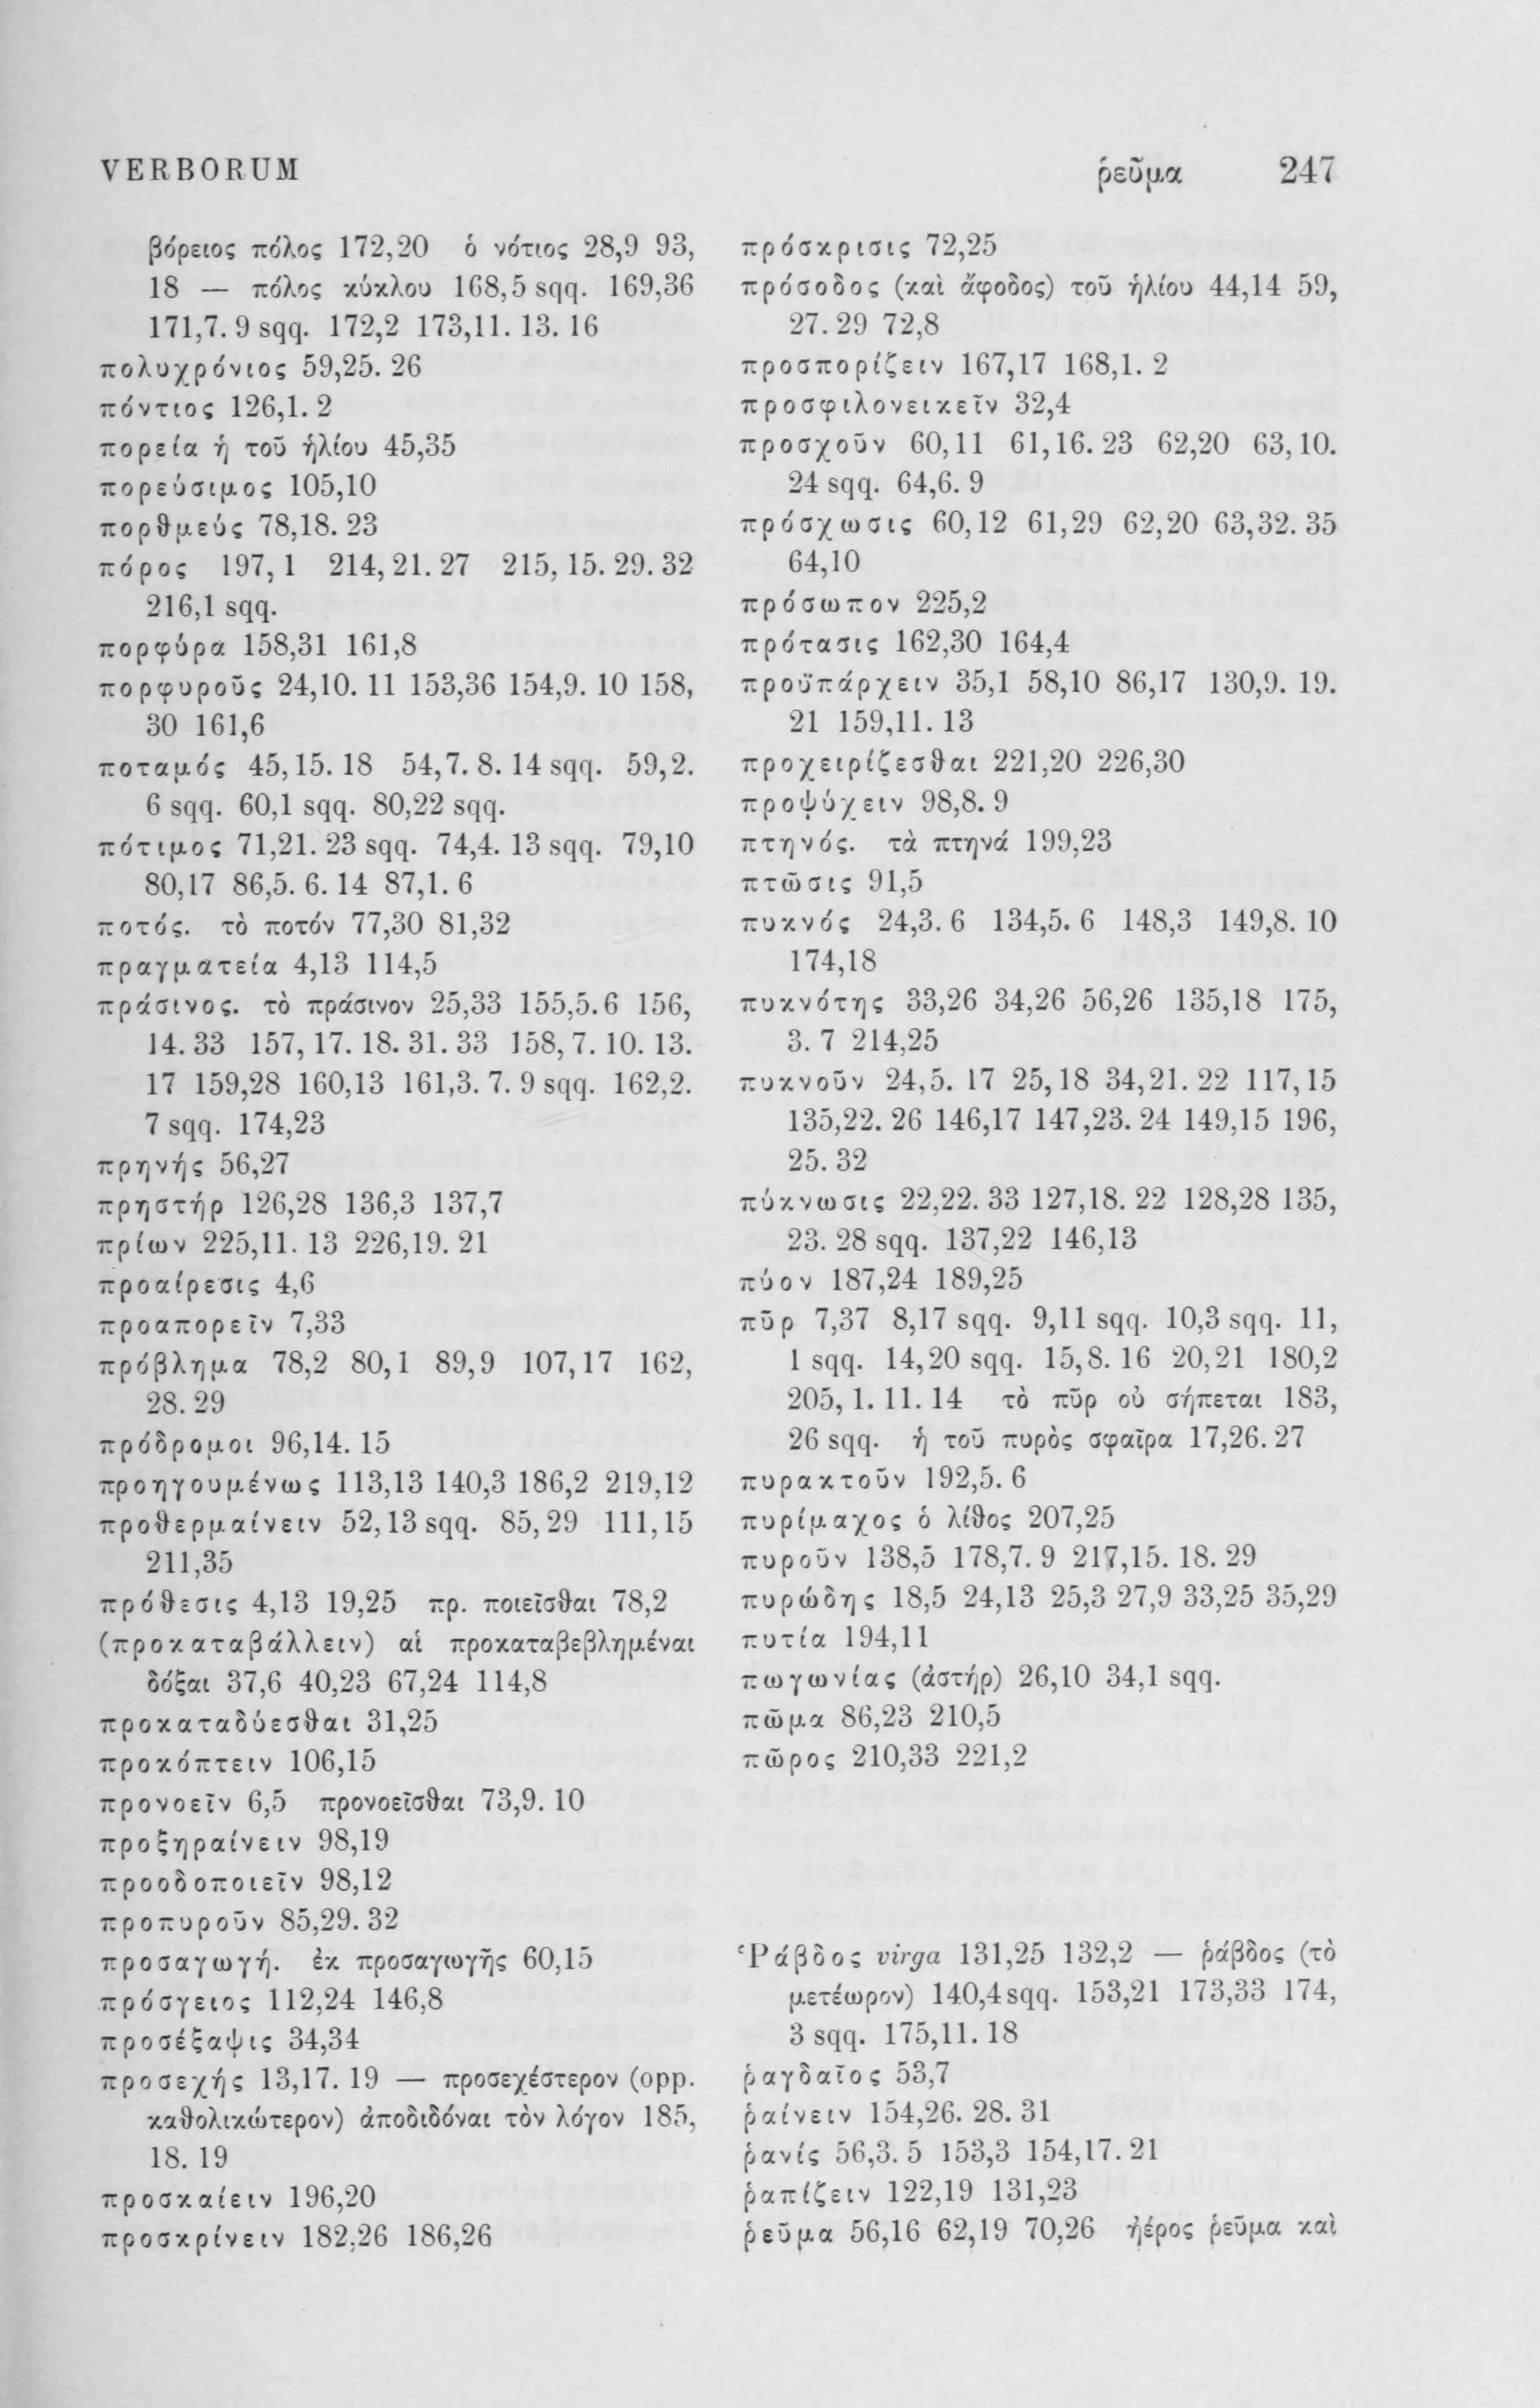 VERBORUM ῥεῦμα 247
βόρειος πόλος 172,20 ὁ νότιος 28,9 93,
18 — πόλος κύκλου 168,5 sqq. 169,36
171,7. 9 sqq. 172,2 173,11. 13. 16
πολυχρόνιος 59,25. 26
πόντιος 126,1. 2
πορεία ἡ τοῦ ἡλίου 45,35
πορεύσιμος 105,10
πορθμεύς 78,18. 23
πόρος 197,1 214,21. 27 215,15. 29. 32
216,1 sqq.
πορφύρα 158,31 161,8
πορφυροῦς 24,10. 11 153,36 154,9. 10 158,
30 161,6
ποταμός 45,15. 18 54,7. 8. 14 sqq. 59,2.
6 sqq. 60,1 sqq. 80,22 sqq.
πότιμος 71,21. 23 sqq. 74,4. 13 sqq. 79,10
80,17 86,5. 6. 14 87,1. 6
ποτός. τὸ ποτόν 77,30 81,32
πραγματεία 4,13 114,5
πράσινος. τὸ πράσινον 25,33 155,5. 6 156,
14. 33 157,17. 18. 31. 33 158,7. 10. 13.
17 159,28 160,13 161,3. 7. 9 sqq. 162,2.
7 sqq. 174,23
πρηνής 56,27
πρηστήρ 126,28 136,3 137,7
πρίων 225,11. 13 226,19. 21
προαίρεσις 4,6
προαπορεῖν 7,33
πρόβλημα 78,2 80,1 89,9 107,17 162,
28. 29
πρόδρομοι 96,14. 15
προηγουμένως 113,13 140,3 186,2 219,12
προθερμαίνειν 52,13 sqq. 85,29 111,15
211,35
πρόθεσις 4,13 19,25 πρ. ποιεῖσθαι 78,2
(προκαταβάλλειν) αἱ προκαταβεβλημέναι
δόξαι 37,6 40,23 67,24 114,8
προκαταδύεσθαι 31,25
προκόπτειν 106,15
προνοεῖν 6,5 προνοεῖσθαι 73,9. 10
προξηραίνειν 98,19
προοδοποιεῖν 98,12
προπυροῦν 85,29. 32
προσαγωγή. ἐκ προσαγωγῆς 60,15
πρόσγειος 112,24 146,8
προσέξαψις 34,34
προσεχής 13,17. 19 — προσεχέστερον (opp.
καθολικώτερον) ἀποδιδόναι τὸν λόγον 185,
18. 19
προσκαίειν 196,20
προσκρίνειν 182,26 186,26
πρόσκρισις 72,25
πρόσοδος (καὶ ἄφοδος) τοῦ ἡλίου 44,14 59,
27. 29 72,8
προσπορίζειν 167,17 168,1. 2
προσφιλονεικεῖν 32,4
προσχοῦν 60,11 61,16. 23 62,20 63,10.
24 sqq. 64,6. 9
πρόσχωσις 60,12 61,29 62,20 63,32. 35
64,10
πρόσωπον 225,2
πρότασις 162,30 164,4
προϋπάρχειν 35,1 58,10 86,17 130,9. 19.
21 159,11. 13
προχειρίζεσθαι 221,20 226,30
προψύχειν 98,8. 9
πτηνός. τὰ πτηνά 199,23
πτῶσις 91,5
πυκνός 24,3. 6 134,5. 6 148,3 149,8. 10
174,18
πυκνότης 33,26 34,26 56,26 135,18 175,
3. 7 214,25
πυκνοῦν 24,5. 17 25,18 34,21. 22 117,15
135,22. 26 146,17 147,23. 24 149,15 196,
25. 32
πύκνωσις 22,22. 33 127,18. 22 128,28 135,
23. 28 sqq. 137,22 146,13
πύον 187,24 189,25
πῦρ 7,37 8,17 sqq. 9,11 sqq. 10,3 sqq. 11,
1 sqq. 14,20 sqq. 15,8. 16 20,21 180,2
205,1. 11. 14 τὸ πῦρ οὐ σήπεται 183,
26 sqq. ἡ τοῦ πυρὸς σφαῖρα 17,26. 27
πυρακτοῦν 192,5. 6
πυρίμαχος ὁ λίθος 207,25
πυροῦν 138,5 178,7. 9 217,15. 18. 29
πυρώδης 18,5 24,13 25,3 27,9 33,25 35,29
πυτία 194,11
πωγωνίας (ἀστήρ) 26,10 34,1 sqq.
πῶμα 86,23 210,5
πῶρος 210,33 221,2
Ῥάβδος virga 131,25 132,2 — ῥάβδος (τὸ
μετέωρον) 140,4 sqq. 153,21 173,33 174,
3 sqq. 175,11. 18
ῥαγδαῖος 53,7
ῥαίνειν 154,26. 28. 31
ῥανίς 56,3. 5 153,3 154,17. 21
ῥαπίζειν 122,19 131,23
ῥεῦμα 56,16 62,19 70,26 ἠέρος ῥεῦμα καὶ